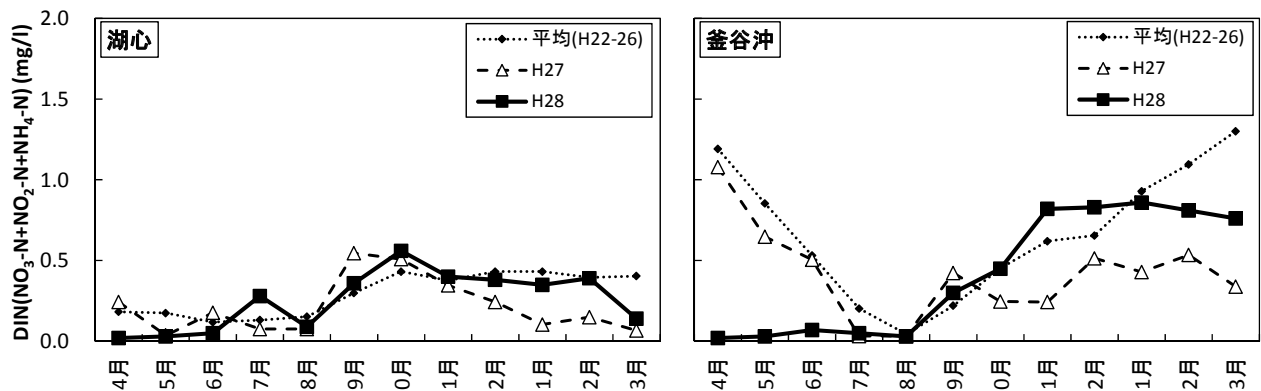 DIN(NO₃-N+NO₂-N+NH₄-N) (mg/l)
2.0
1.5
1.0
0.5
0.0
湖心
平均(H22-26)
H27
H28
4月
5月
6月
7月
8月
9月
0月
1月
2月
1月
2月
3月
釜谷沖
平均(H22-26)
H27
H28
4月
5月
6月
7月
8月
9月
0月
1月
2月
1月
2月
3月